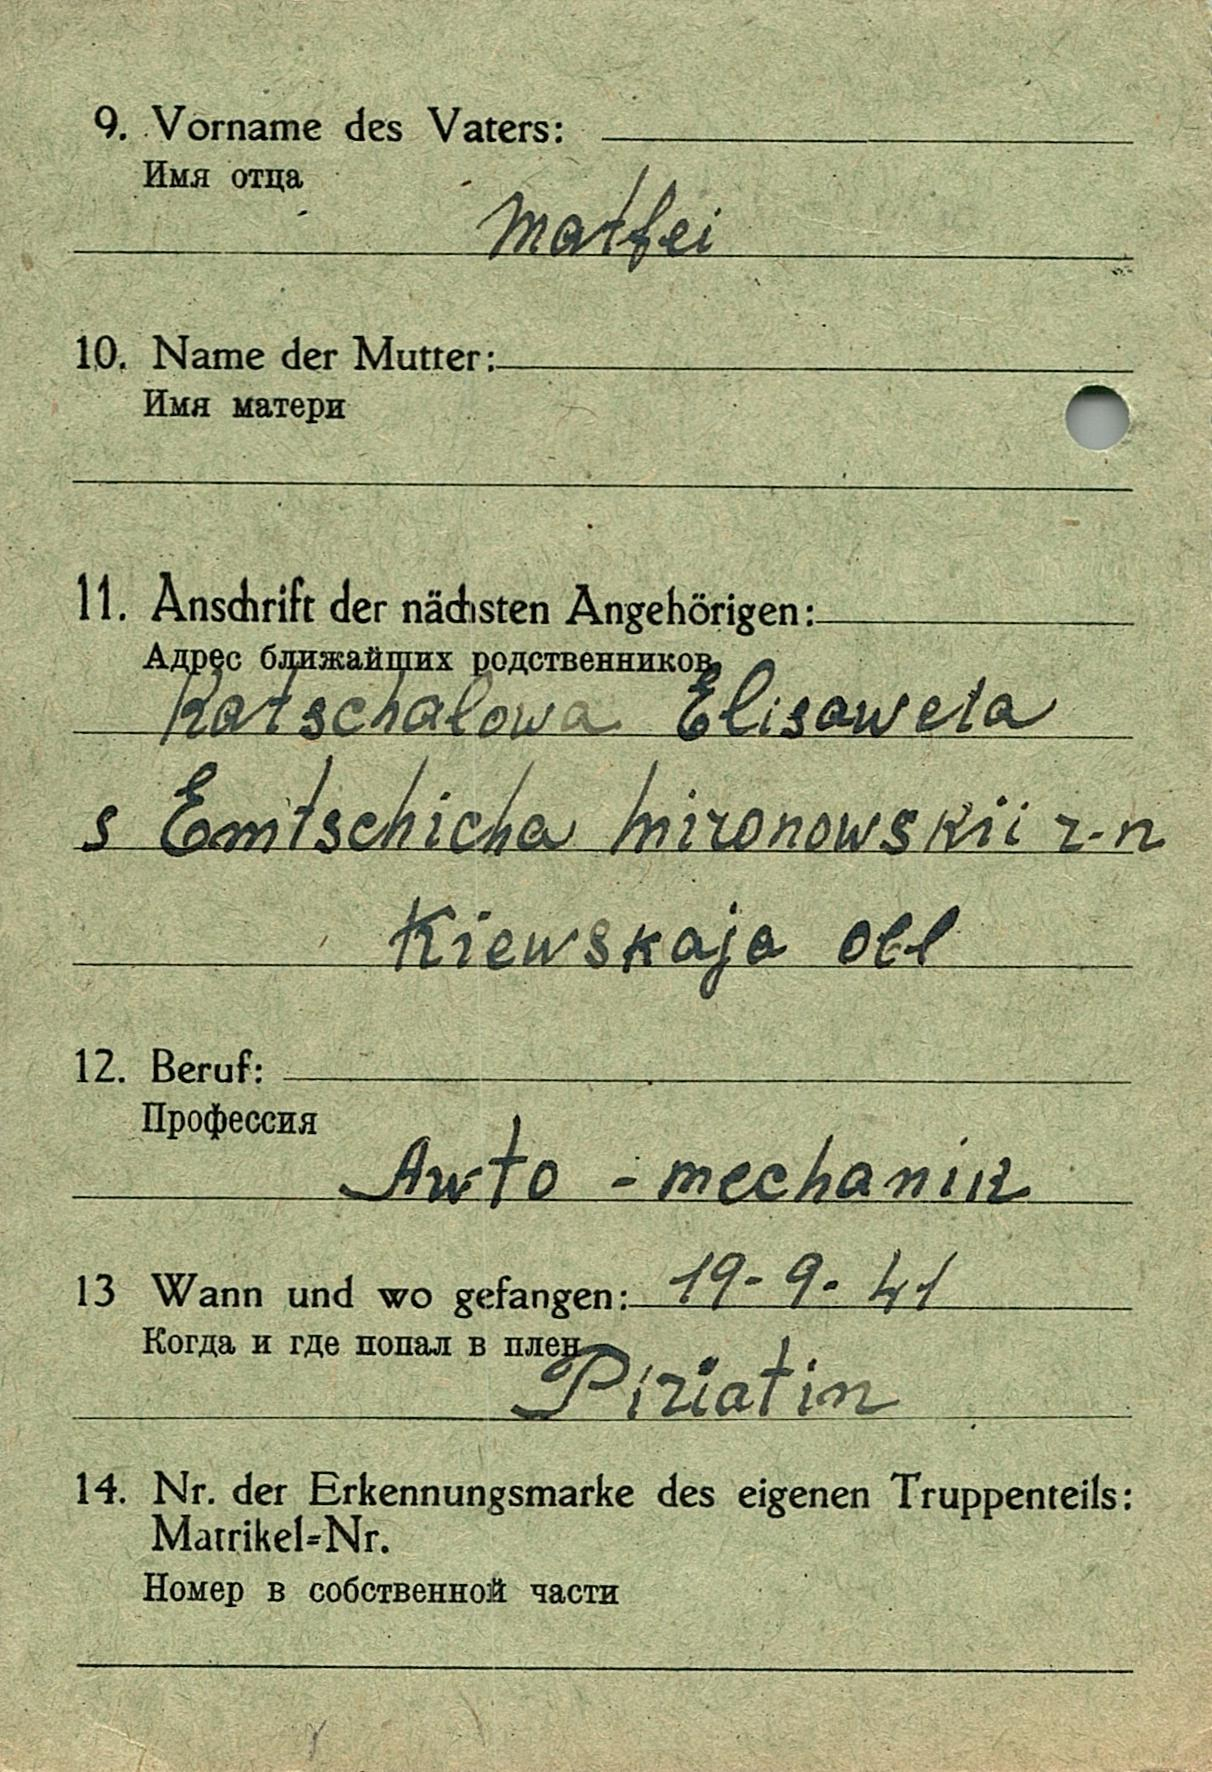 9. Vorname des Vaters:
Имя отца
Matfei
10. Name der Mutter:
Имя матери
11. Anschrift der nächsten Angehörigen:
Адрес ближайших родственников
Katschalowa Elisaweta
s Emtschicha Mironowskii r-n
Kiewskaja obl
12. Beruf:
Профессия
Awto - mechanik
13 Wann und wo gefangen: 19-9-41
Когда и где попал в плен
Piriatin
14. Nr. der Erkennungsmarke des eigenen Truppenteils:
Matrikel=Nr.
Номер в собственной части